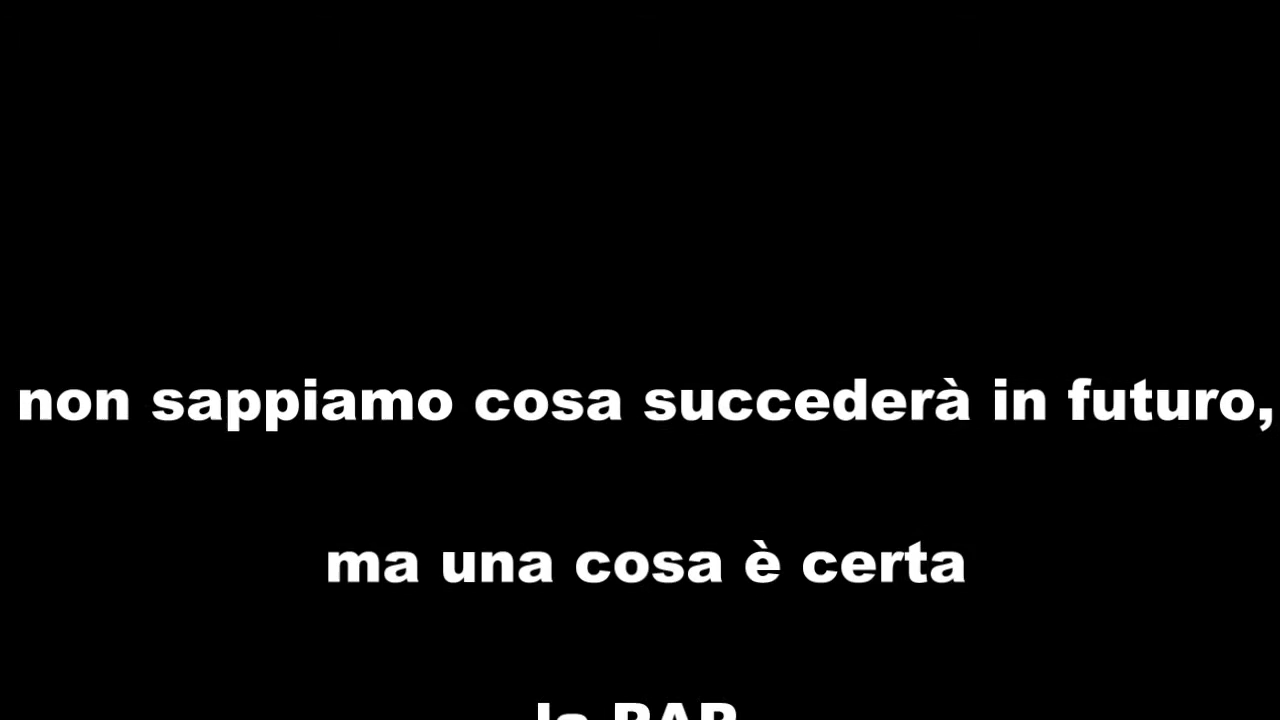 non sappiamo cosa succederà in futuro,
ma una cosa è certa